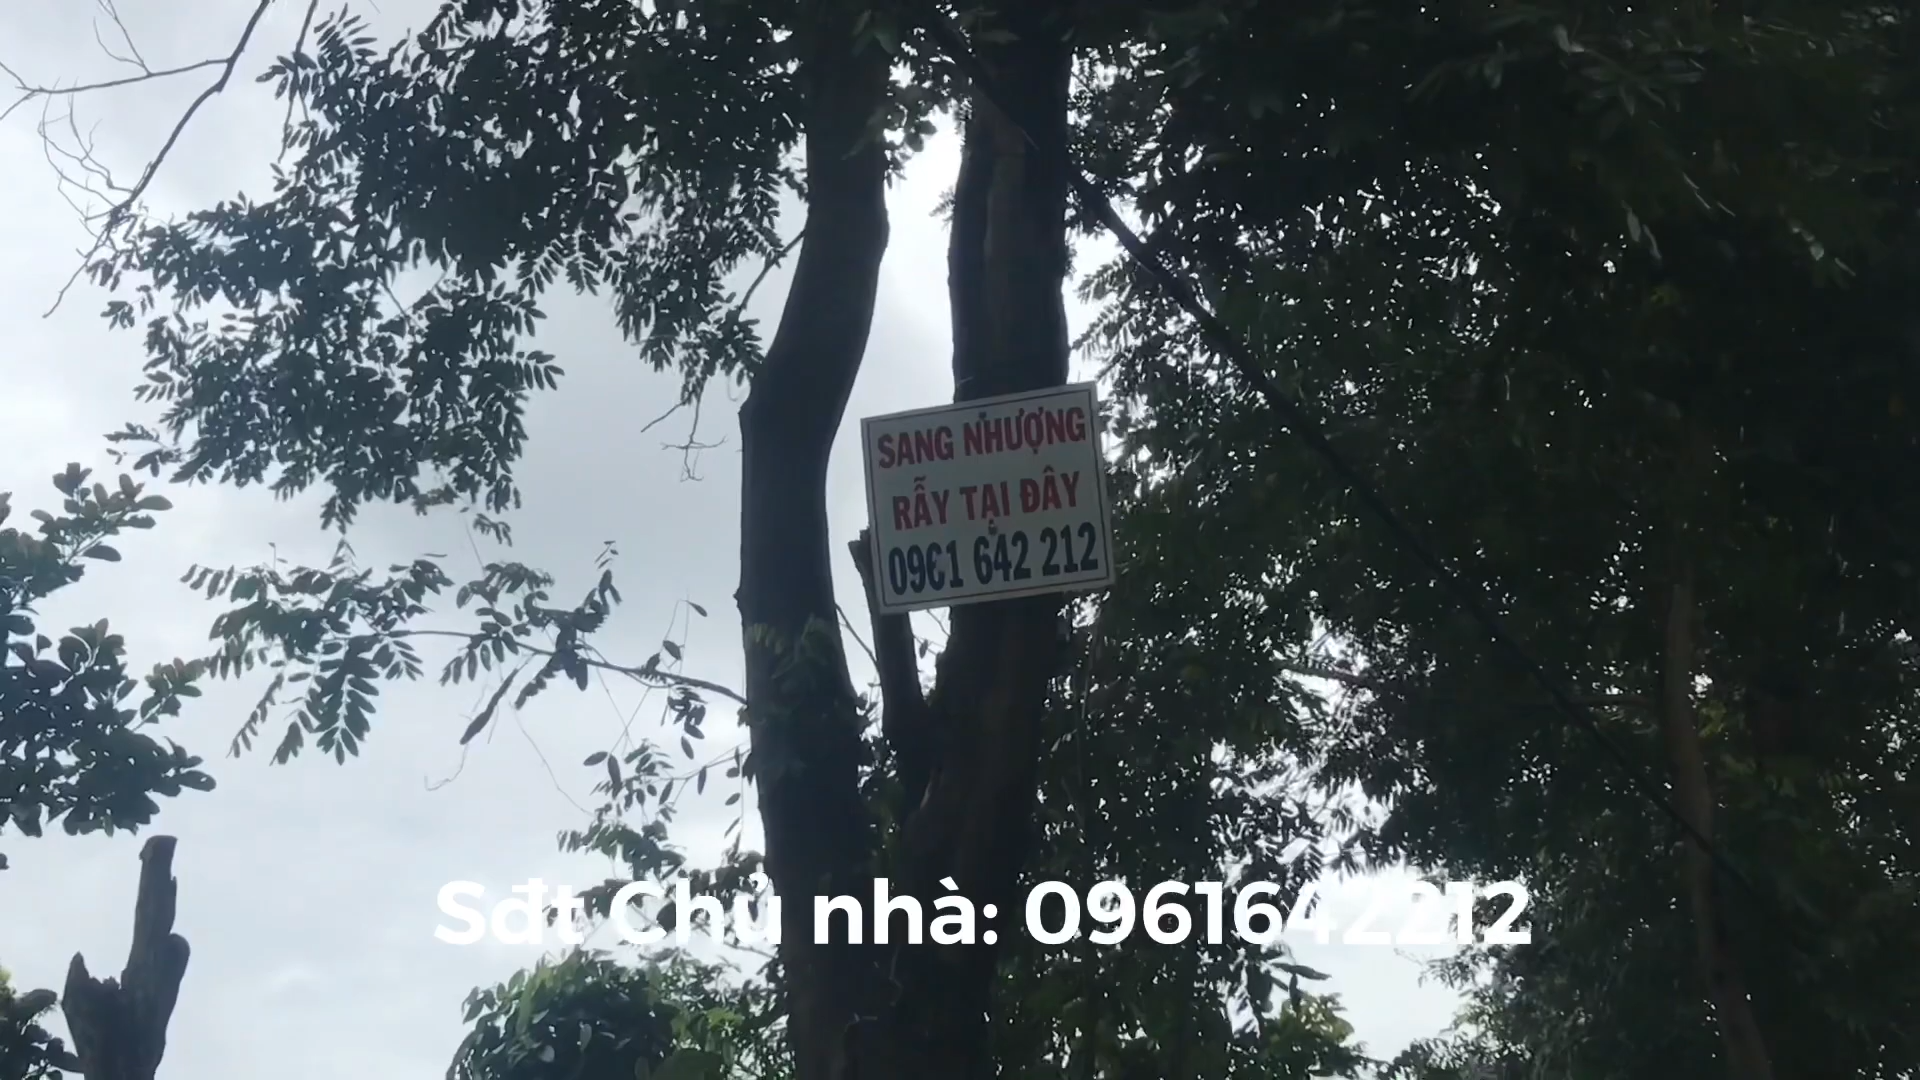 SANG NHƯỢNG
RẪY TẠI ĐÂY
0961 642 212
Sđt Chủ nhà: 0961642212